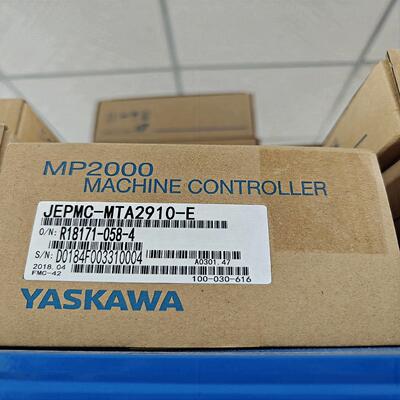 MP2000
MACHINE CONTROLLER
JEPMC-MTA2910-E
O/N: R18171-058-4
S/N: D0184F003310004
2018.04 A0301.47
FMC-42 100-030-616
YASKAWA